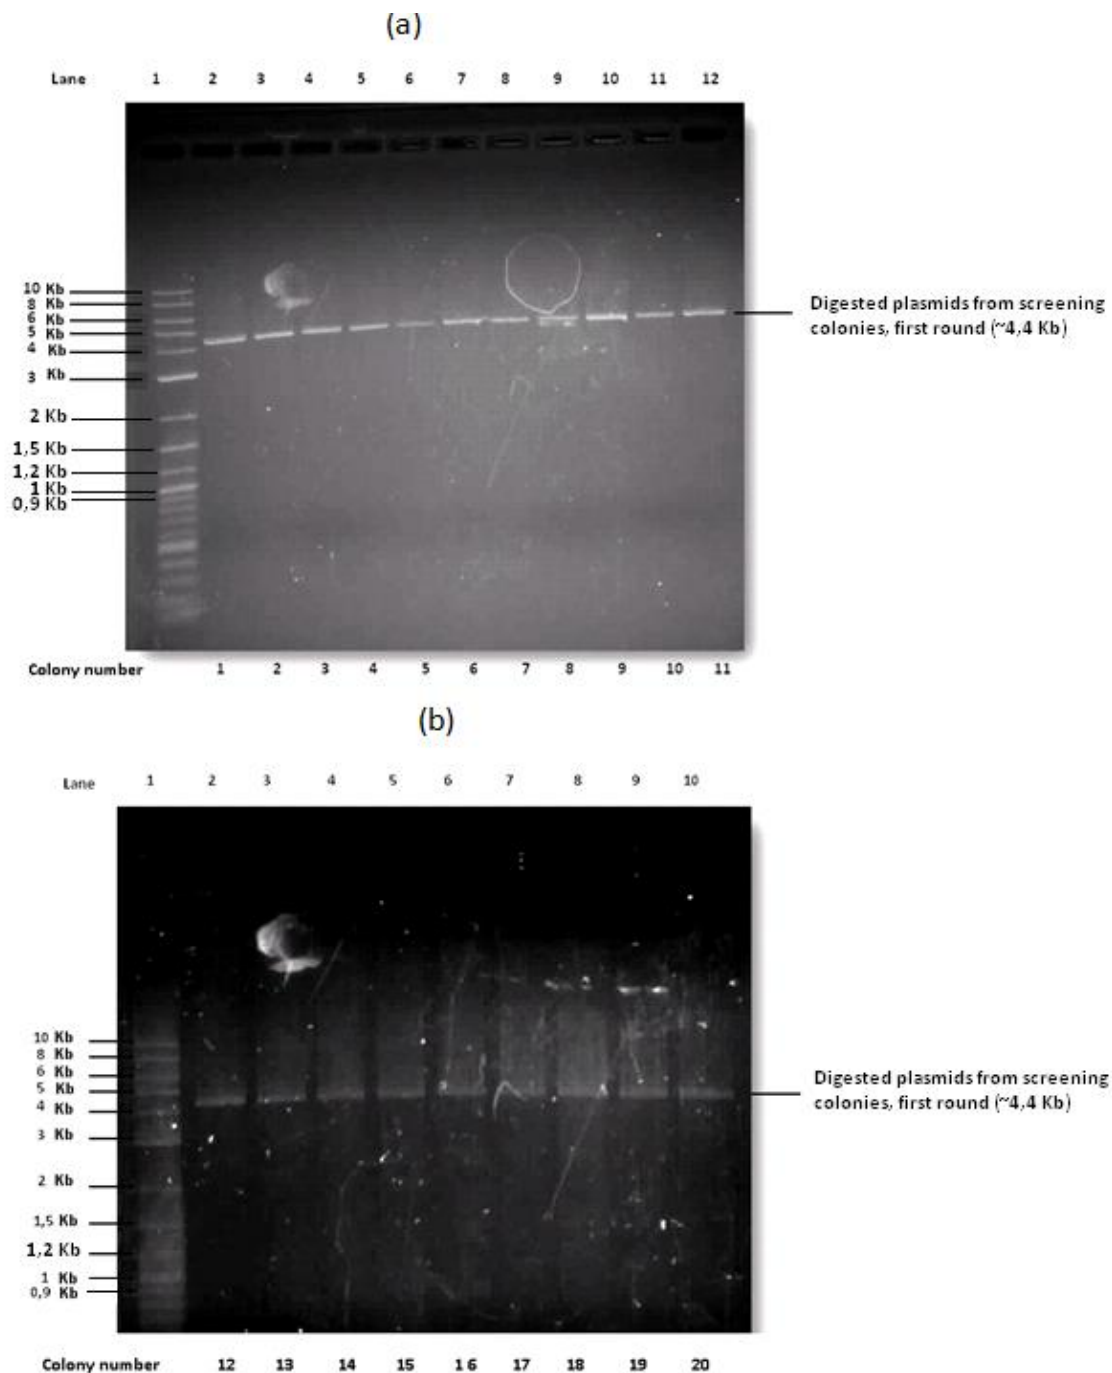 (a)
Lane 1 2 3 4 5 6 7 8 9 10 11 12
10 Kb
8 Kb
6 Kb
5 Kb
4 Kb
3 Kb
2 Kb
1,5 Kb
1,2 Kb
1 Kb
0,9 Kb
Digested plasmids from screening
colonies, first round (~4,4 Kb)
Colony number 1 2 3 4 5 6 7 8 9 10 11
(b)
Lane 1 2 3 4 5 6 7 8 9 10
10 Kb
8 Kb
6 Kb
5 Kb
4 Kb
3 Kb
2 Kb
1,5 Kb
1,2 Kb
1 Kb
0,9 Kb
Digested plasmids from screening
colonies, first round (~4,4 Kb)
Colony number 12 13 14 15 1 6 17 18 19 20